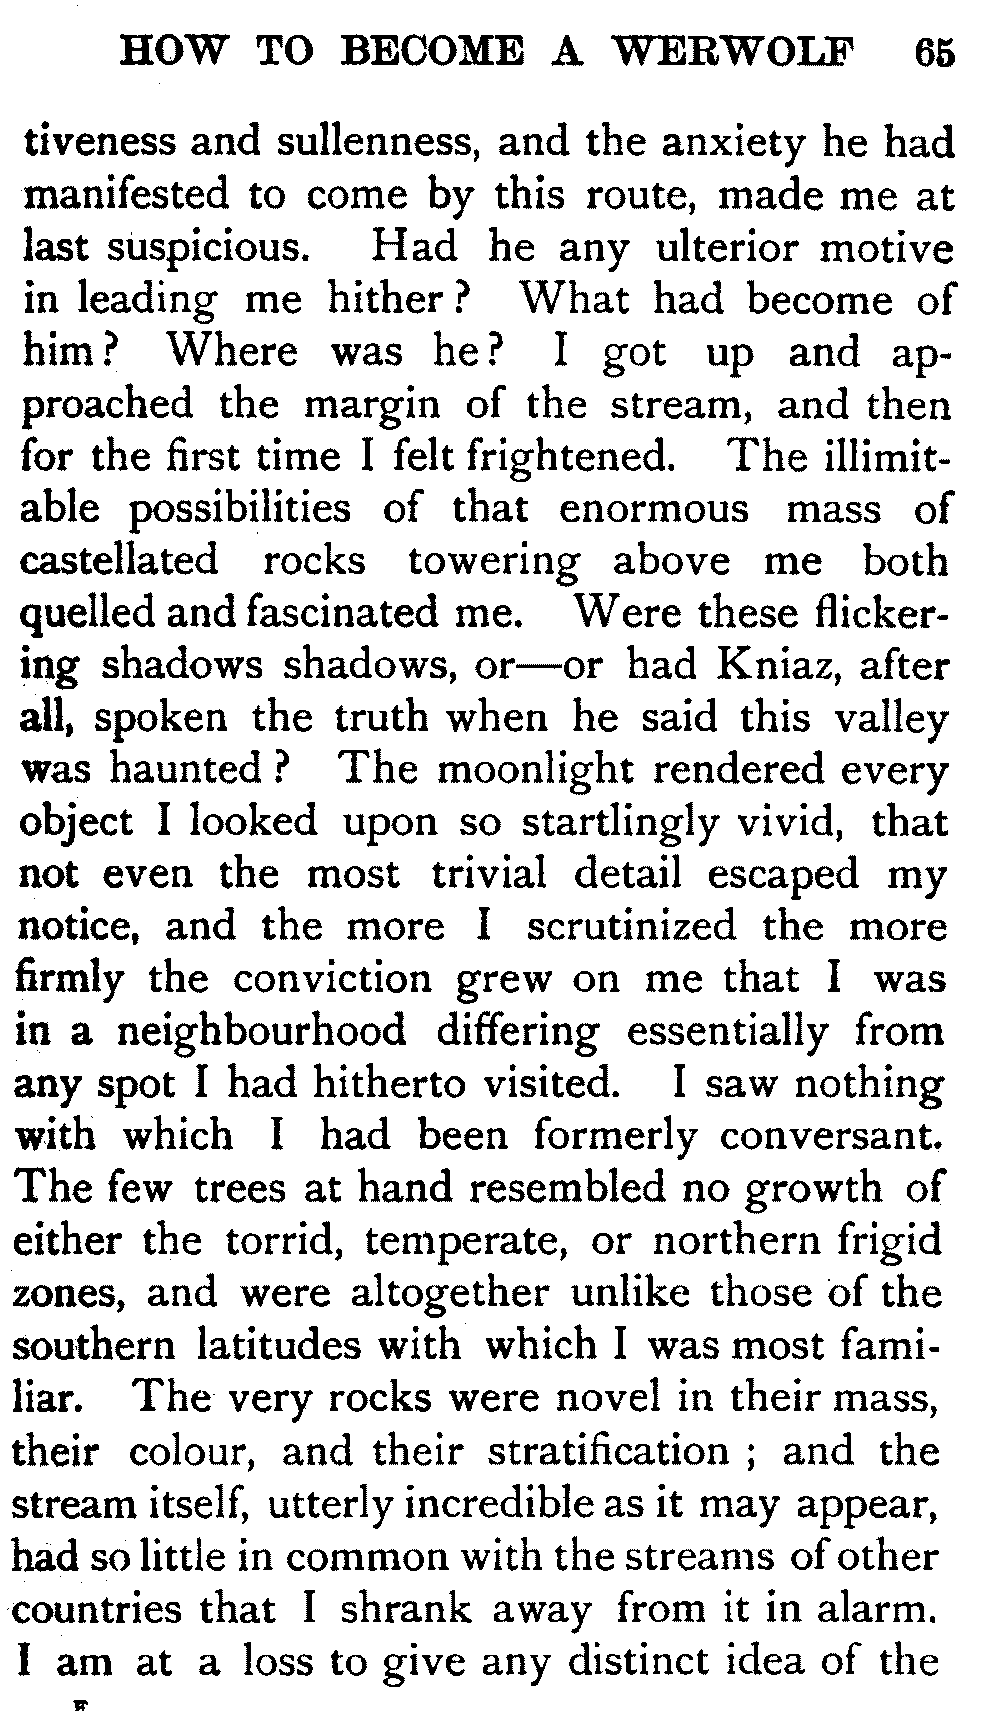 HOW TO BECOME A WERWOLF 65
tiveness and sullenness, and the anxiety he had
manifested to come by this route, made me at
last suspicious. Had he any ulterior motive
in leading me hither? What had become of
him? Where was he? I got up and ap-
proached the margin of the stream, and then
for the first time I felt frightened. The illimit-
able possibilities of that enormous mass of
castellated rocks towering above me both
quelled and fascinated me. Were these flicker-
ing shadows shadows, or—or had Kniaz, after
all, spoken the truth when he said this valley
was haunted? The moonlight rendered every
object I looked upon so startlingly vivid, that
not even the most trivial detail escaped my
notice, and the more I scrutinized the more
firmly the conviction grew on me that I was
in a neighbourhood differing essentially from
any spot I had hitherto visited. I saw nothing
with which I had been formerly conversant.
The few trees at hand resembled no growth of
either the torrid, temperate, or northern frigid
zones, and were altogether unlike those of the
southern latitudes with which I was most fami-
liar. The very rocks were novel in their mass,
their colour, and their stratification; and the
stream itself, utterly incredible as it may appear,
had so little in common with the streams of other
countries that I shrank away from it in alarm.
I am at a loss to give any distinct idea of the
F